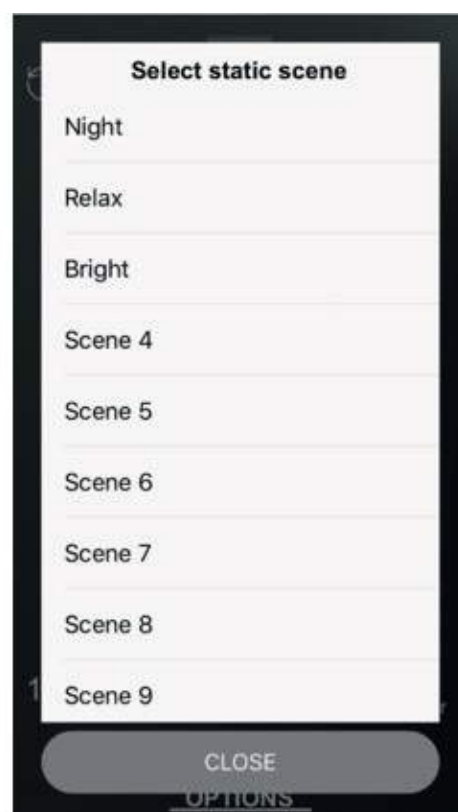 Select static scene
Night
Relax
Bright
Scene 4
Scene 5
Scene 6
Scene 7
Scene 8
Scene 9
1
r
CLOSE
OPTIONS